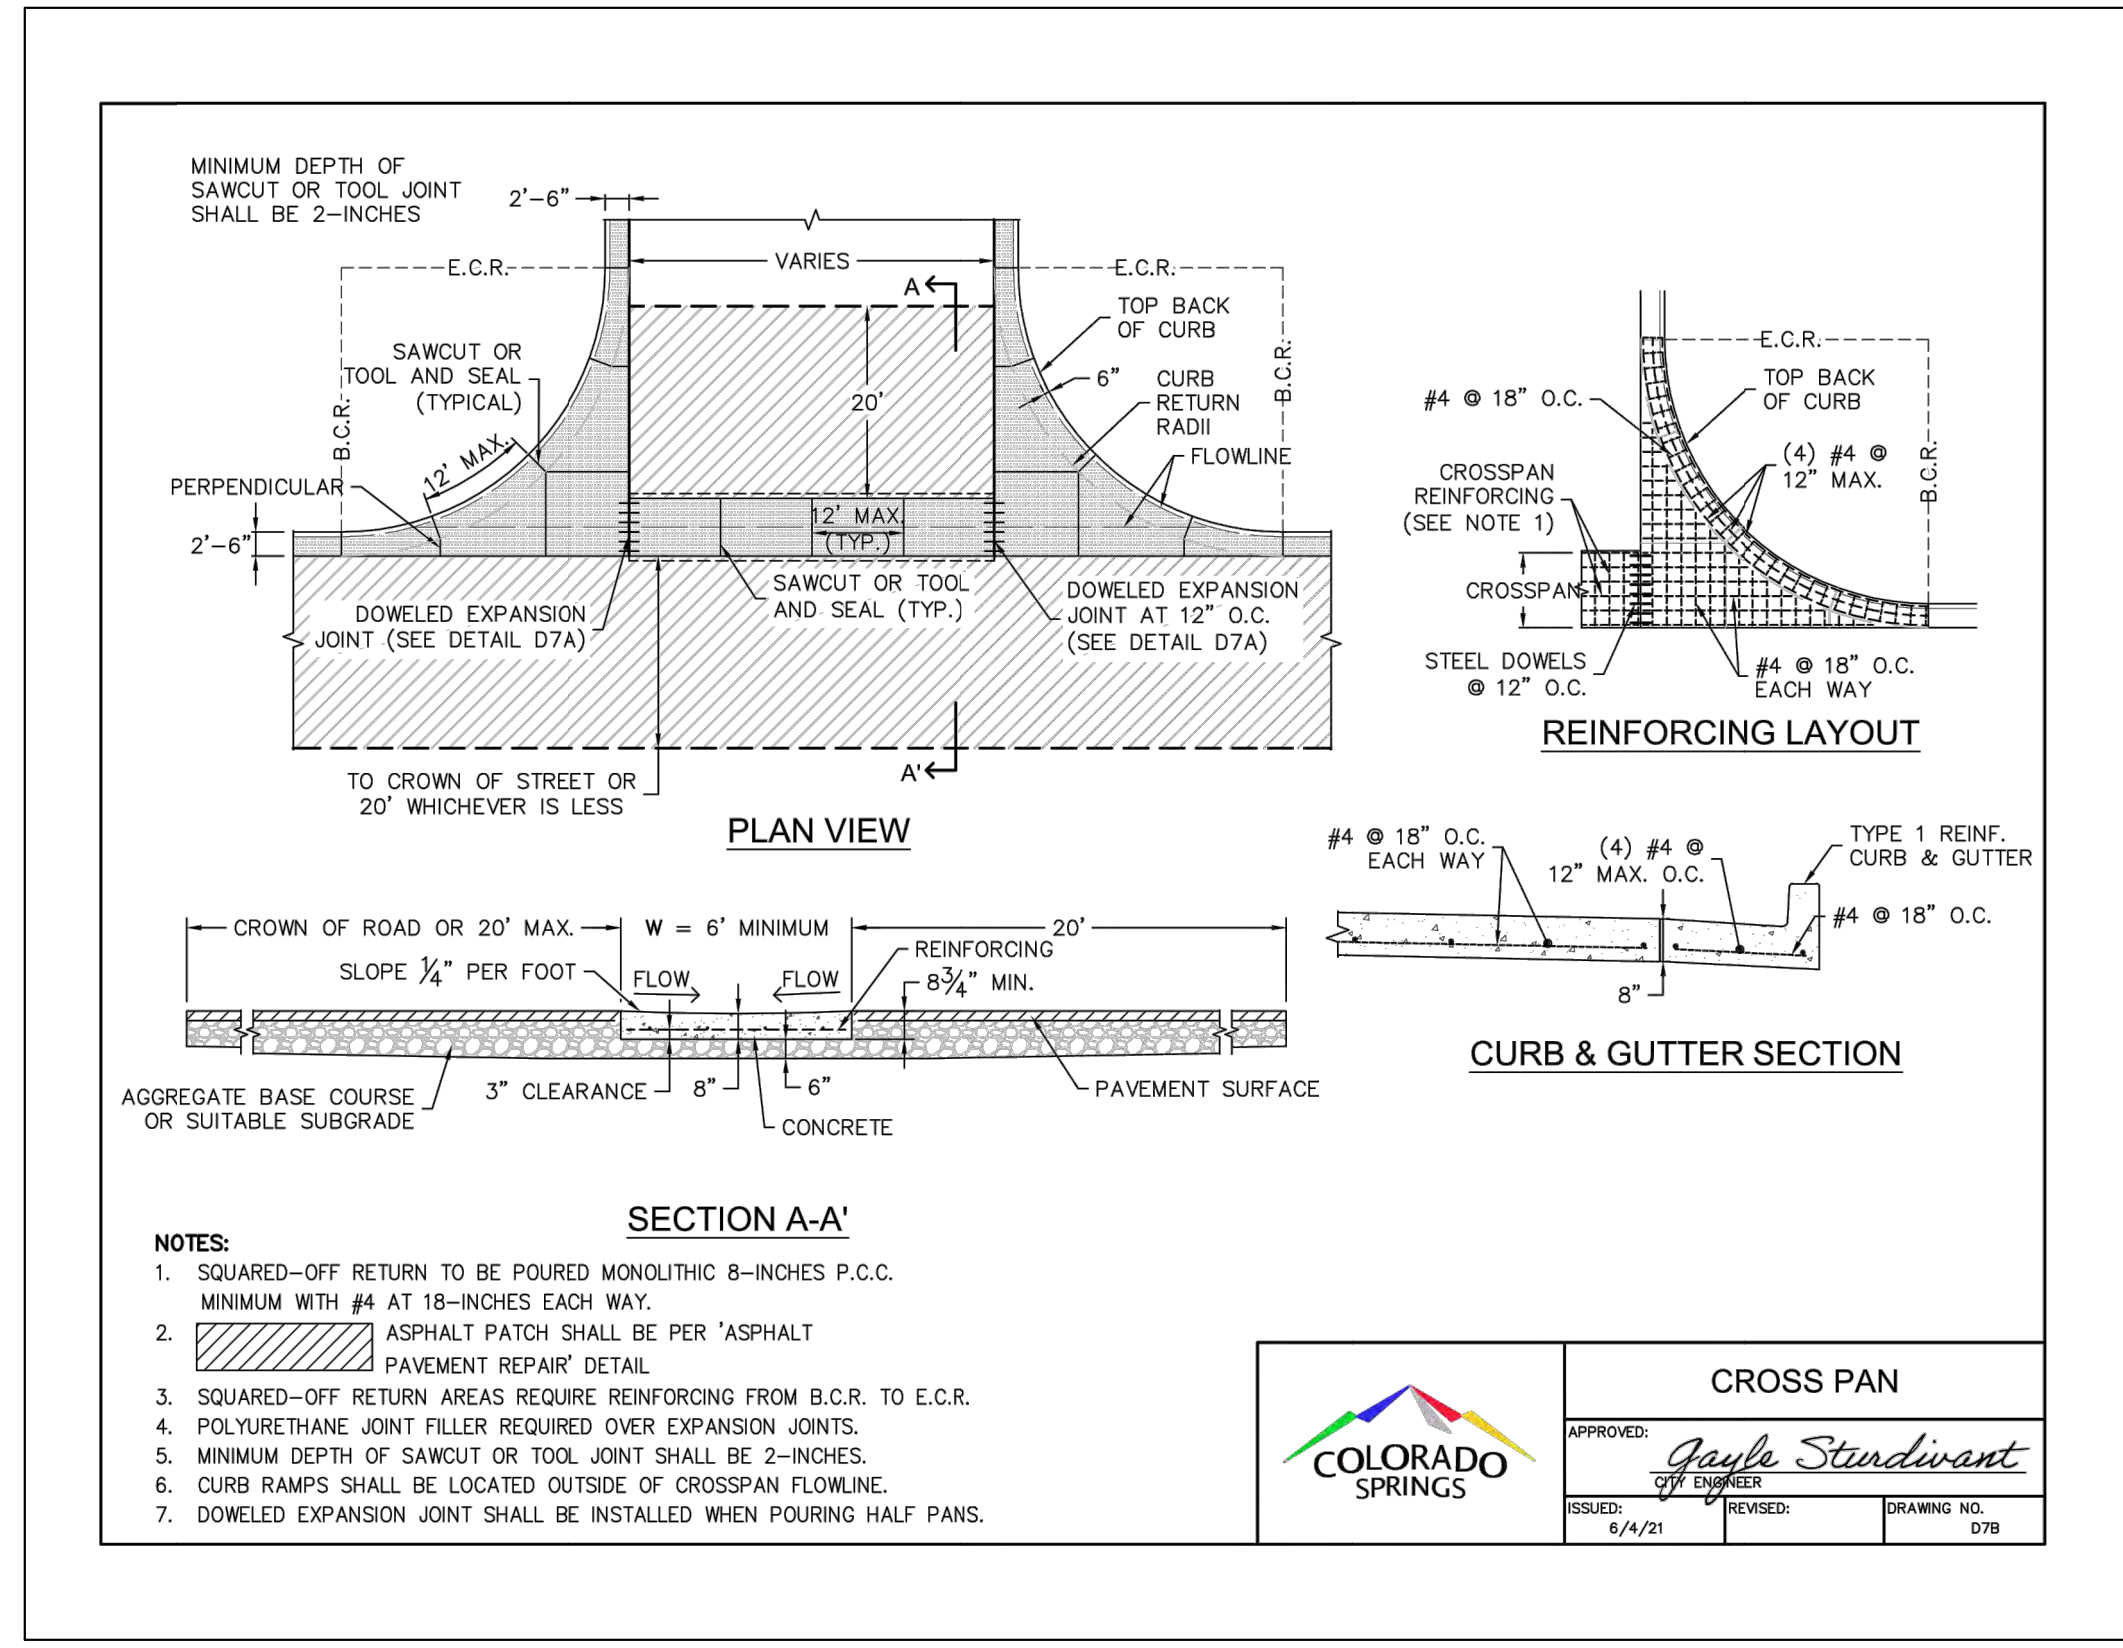 MINIMUM DEPTH OF
SAWCUT OR TOOL JOINT
SHALL BE 2-INCHES
2'-6"
E.C.R.
VARIES
E.C.R.
A
TOP BACK
OF CURB
SAWCUT OR
TOOL AND SEAL
(TYPICAL)
6"
CURB
RETURN
RADII
B.C.R.
B.C.R.
20'
12' MAX.
FLOWLINE
PERPENDICULAR
2'-6"
12' MAX.
(TYP.)
SAWCUT OR TOOL
AND SEAL (TYP.)
DOWELED EXPANSION
JOINT (SEE DETAIL D7A)
DOWELED EXPANSION
JOINT AT 12" O.C.
(SEE DETAIL D7A)
A'
TO CROWN OF STREET OR
20' WHICHEVER IS LESS
PLAN VIEW
E.C.R.
TOP BACK
OF CURB
#4 @ 18" O.C.
(4) #4 @
12" MAX.
B.C.R.
CROSSPAN
REINFORCING
(SEE NOTE 1)
CROSSPAN
STEEL DOWELS
@ 12" O.C.
#4 @ 18" O.C.
EACH WAY
REINFORCING LAYOUT
#4 @ 18" O.C.
EACH WAY
(4) #4 @
12" MAX. O.C.
TYPE 1 REINF.
CURB & GUTTER
#4 @ 18" O.C.
8"
CURB & GUTTER SECTION
CROWN OF ROAD OR 20' MAX.
W = 6' MINIMUM
20'
SLOPE 1/4" PER FOOT
FLOW
FLOW
REINFORCING
8 3/4" MIN.
AGGREGATE BASE COURSE
OR SUITABLE SUBGRADE
3" CLEARANCE
8"
6"
CONCRETE
PAVEMENT SURFACE
SECTION A-A'
NOTES:
1. SQUARED-OFF RETURN TO BE POURED MONOLITHIC 8-INCHES P.C.C.
MINIMUM WITH #4 AT 18-INCHES EACH WAY.
2. ASPHALT PATCH SHALL BE PER 'ASPHALT
PAVEMENT REPAIR' DETAIL
3. SQUARED-OFF RETURN AREAS REQUIRE REINFORCING FROM B.C.R. TO E.C.R.
4. POLYURETHANE JOINT FILLER REQUIRED OVER EXPANSION JOINTS.
5. MINIMUM DEPTH OF SAWCUT OR TOOL JOINT SHALL BE 2-INCHES.
6. CURB RAMPS SHALL BE LOCATED OUTSIDE OF CROSSPAN FLOWLINE.
7. DOWELED EXPANSION JOINT SHALL BE INSTALLED WHEN POURING HALF PANS.
COLORADO
SPRINGS
CROSS PAN
APPROVED:
Gayle Sturdivant
CITY ENGINEER
ISSUED:
6/4/21
REVISED:
DRAWING NO.
D7B